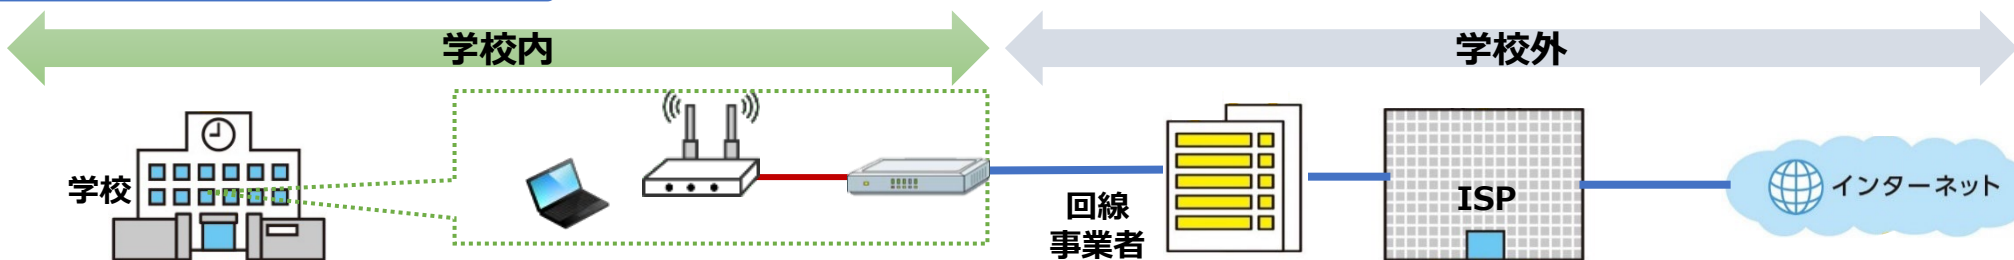 学校内
学校外
学校
回線
事業者
ISP
インターネット